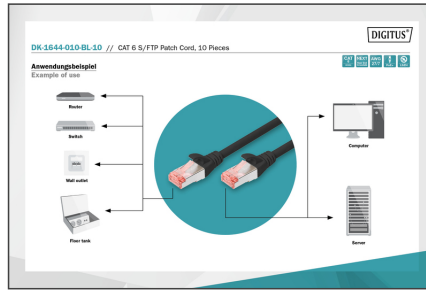 DIGITUS®
DK-1644-010-BL-10 // CAT 6 S/FTP Patch Cord, 10 Pieces
Anwendungsbeispiel
Example of use
Router
Switch
Wall outlet
Floor tank
Computer
Server